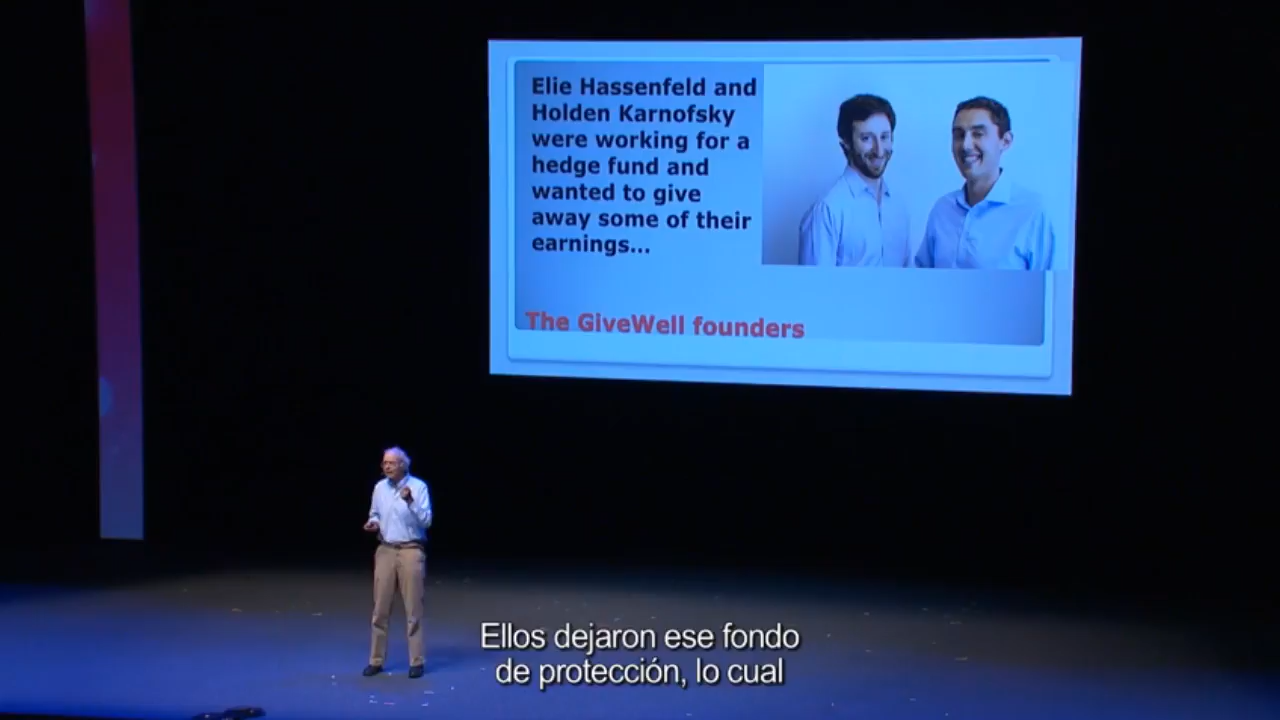 Elie Hassenfeld and
Holden Karnofsky
were working for a
hedge fund and
wanted to give
away some of their
earnings...
The GiveWell founders
Ellos dejaron ese fondo
de protección, lo cual